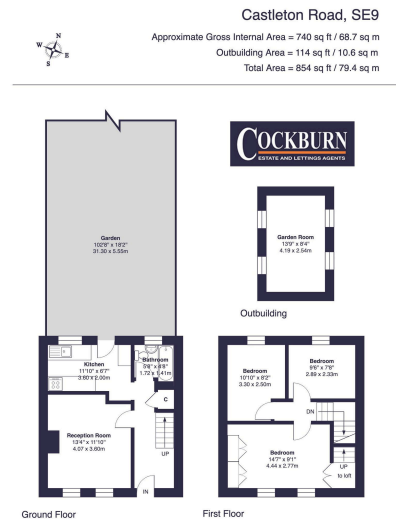 Castleton Road, SE9
Approximate Gross Internal Area = 740 sq ft / 68.7 sq m
Outbuilding Area = 114 sq ft / 10.6 sq m
Total Area = 854 sq ft / 79.4 sq m
N
W
E
S
COCKBURN
ESTATE AND LETTINGS AGENTS
Garden
102'8" x 18'2"
31.30 x 5.55m
Garden Room
13'9" x 8'4"
4.19 x 2.54m
Outbuilding
Kitchen
11'10" x 6'7"
3.60 x 2.00m
Bathroom
5'8" x 4'8"
1.72 x 1.41m
C
Reception Room
13'4" x 11'10"
4.07 x 3.60m
UP
IN
Ground Floor
Bedroom
10'10" x 8'2"
3.30 x 2.50m
Bedroom
9'6" x 7'8"
2.89 x 2.33m
DN
Bedroom
14'7" x 9'1"
4.44 x 2.77m
UP
to loft
First Floor